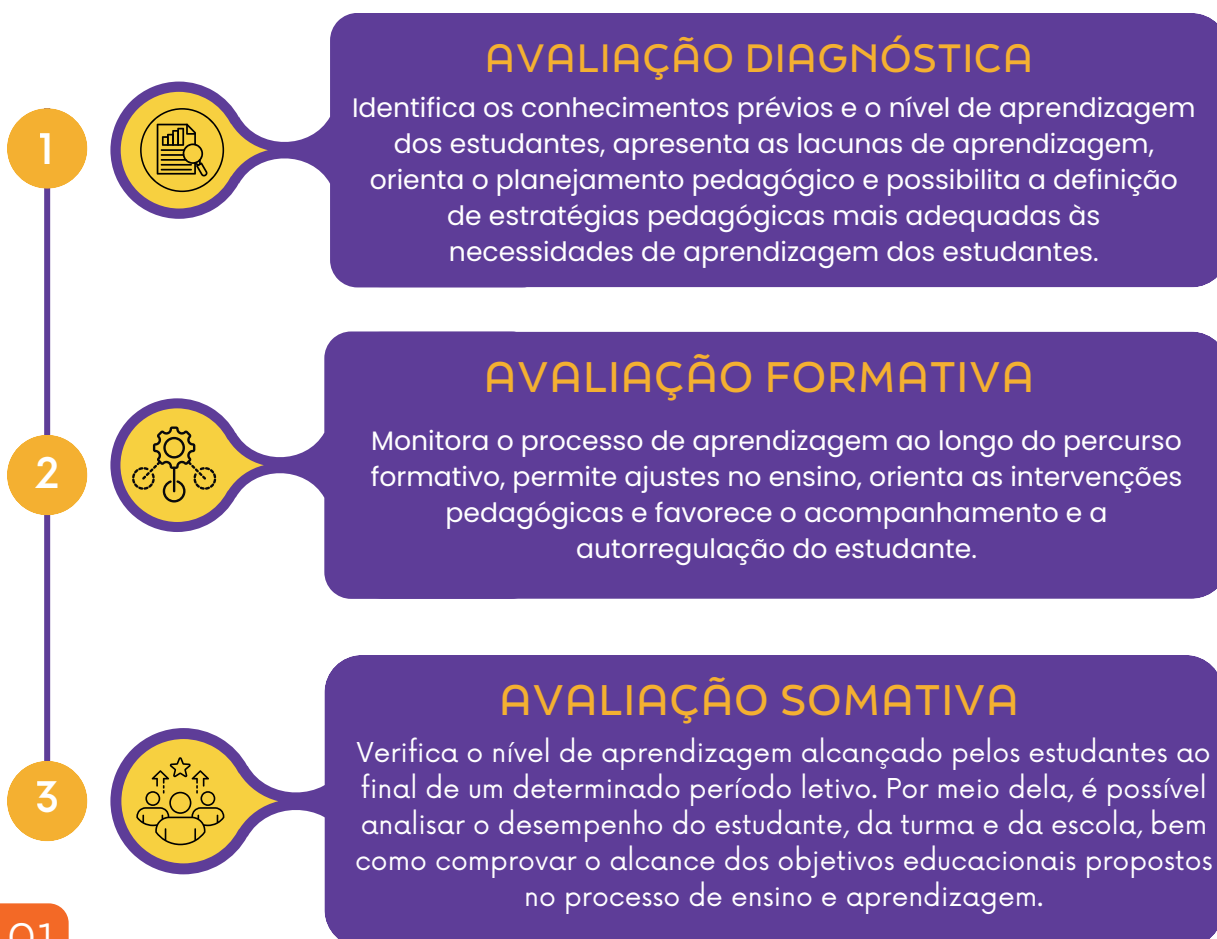 1
AVALIAÇÃO DIAGNÓSTICA
Identifica os conhecimentos prévios e o nível de aprendizagem
dos estudantes, apresenta as lacunas de aprendizagem,
orienta o planejamento pedagógico e possibilita a definição
de estratégias pedagógicas mais adequadas às
necessidades de aprendizagem dos estudantes.
2
AVALIAÇÃO FORMATIVA
Monitora o processo de aprendizagem ao longo do percurso
formativo, permite ajustes no ensino, orienta as intervenções
pedagógicas e favorece o acompanhamento e a
autorregulação do estudante.
3
AVALIAÇÃO SOMATIVA
Verifica o nível de aprendizagem alcançado pelos estudantes ao
final de um determinado período letivo. Por meio dela, é possível
analisar o desempenho do estudante, da turma e da escola, bem
como comprovar o alcance dos objetivos educacionais propostos
no processo de ensino e aprendizagem.
01